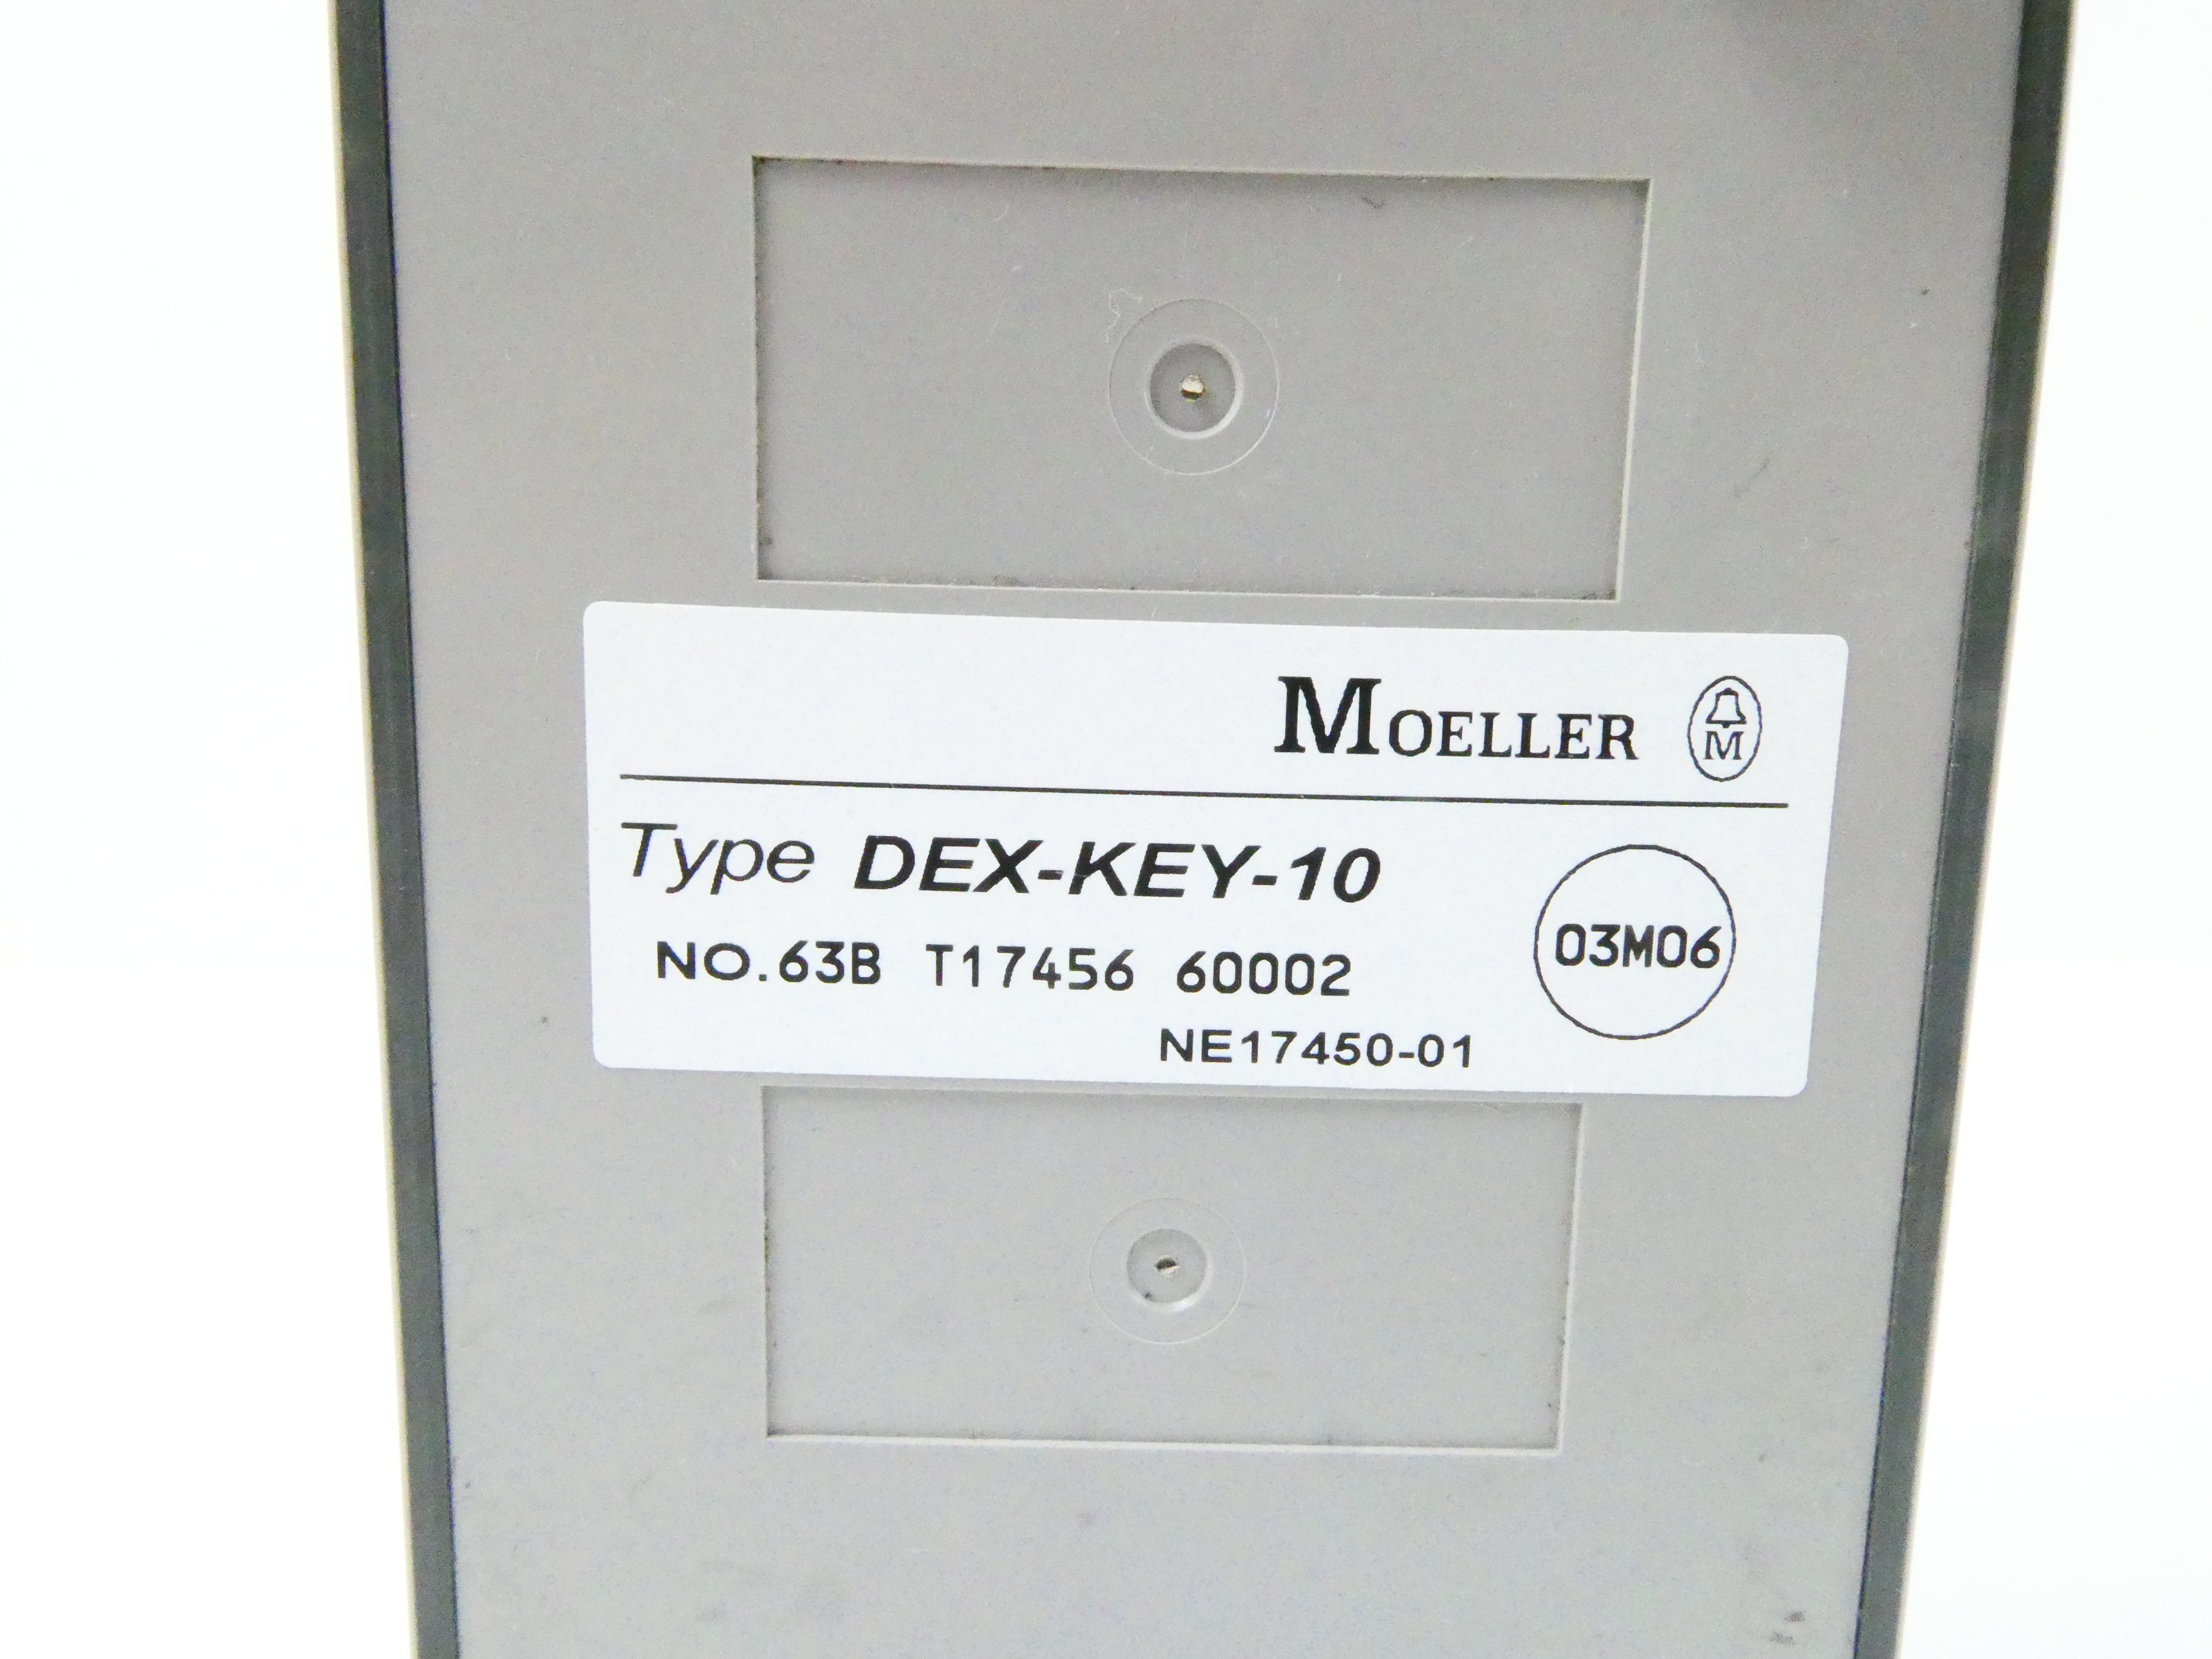 MOELLER M
Type DEX-KEY-10
03M06
NO.63B T17456 60002
NE17450-01